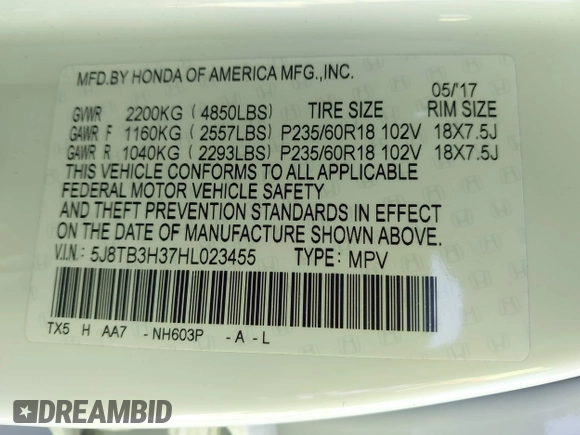 MFD.BY HONDA OF AMERICA MFG.,INC.
05/'17
GVWR 2200KG (4850LBS) TIRE SIZE RIM SIZE
GAWR F 1160KG (2557LBS) P235/60R18 102V 18X7.5J
GAWR R 1040KG (2293LBS) P235/60R18 102V 18X7.5J
THIS VEHICLE CONFORMS TO ALL APPLICABLE
FEDERAL MOTOR VEHICLE SAFETY
AND THEFT PREVENTION STANDARDS IN EFFECT
ON THE DATE OF MANUFACTURE SHOWN ABOVE.
V.I.N.: 5J8TB3H37HL023455 TYPE: MPV
TX5 H AA7 -NH603P -A-L
DREAMBID